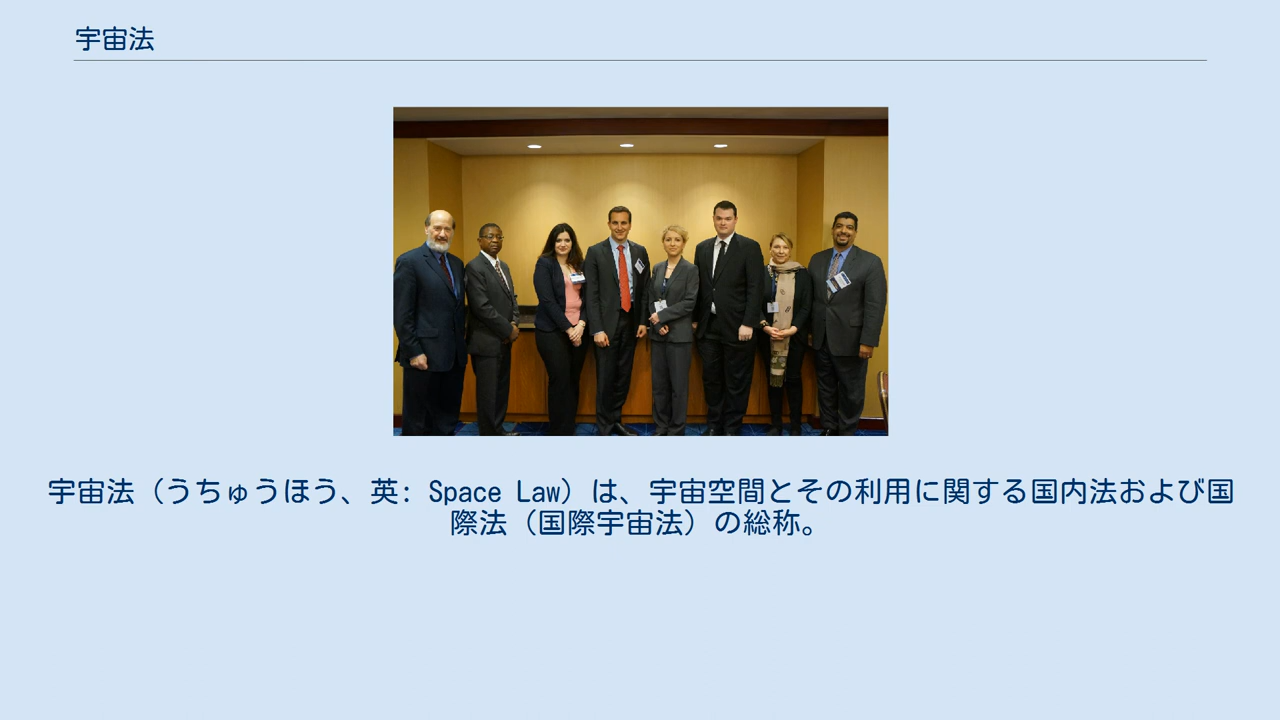 宇宙法
宇宙法（うちゅうほう、英: Space Law）は、宇宙空間とその利用に関する国内法および国
際法（国際宇宙法）の総称。